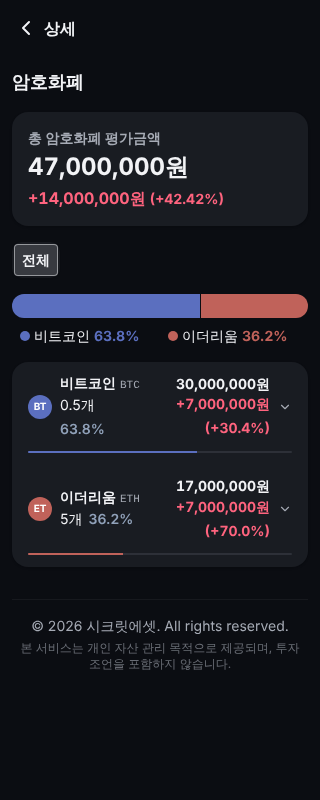 상세
암호화폐
총 암호화폐 평가금액
47,000,000원
+14,000,000원 (+42.42%)
전체
비트코인 63.8% 이더리움 36.2%
BT
비트코인 BTC
0.5개
63.8%
30,000,000원
+7,000,000원
(+30.4%)
ET
이더리움 ETH
5개 36.2%
17,000,000원
+7,000,000원
(+70.0%)
© 2026 시크릿에셋. All rights reserved.
본 서비스는 개인 자산 관리 목적으로 제공되며, 투자
조언을 포함하지 않습니다.